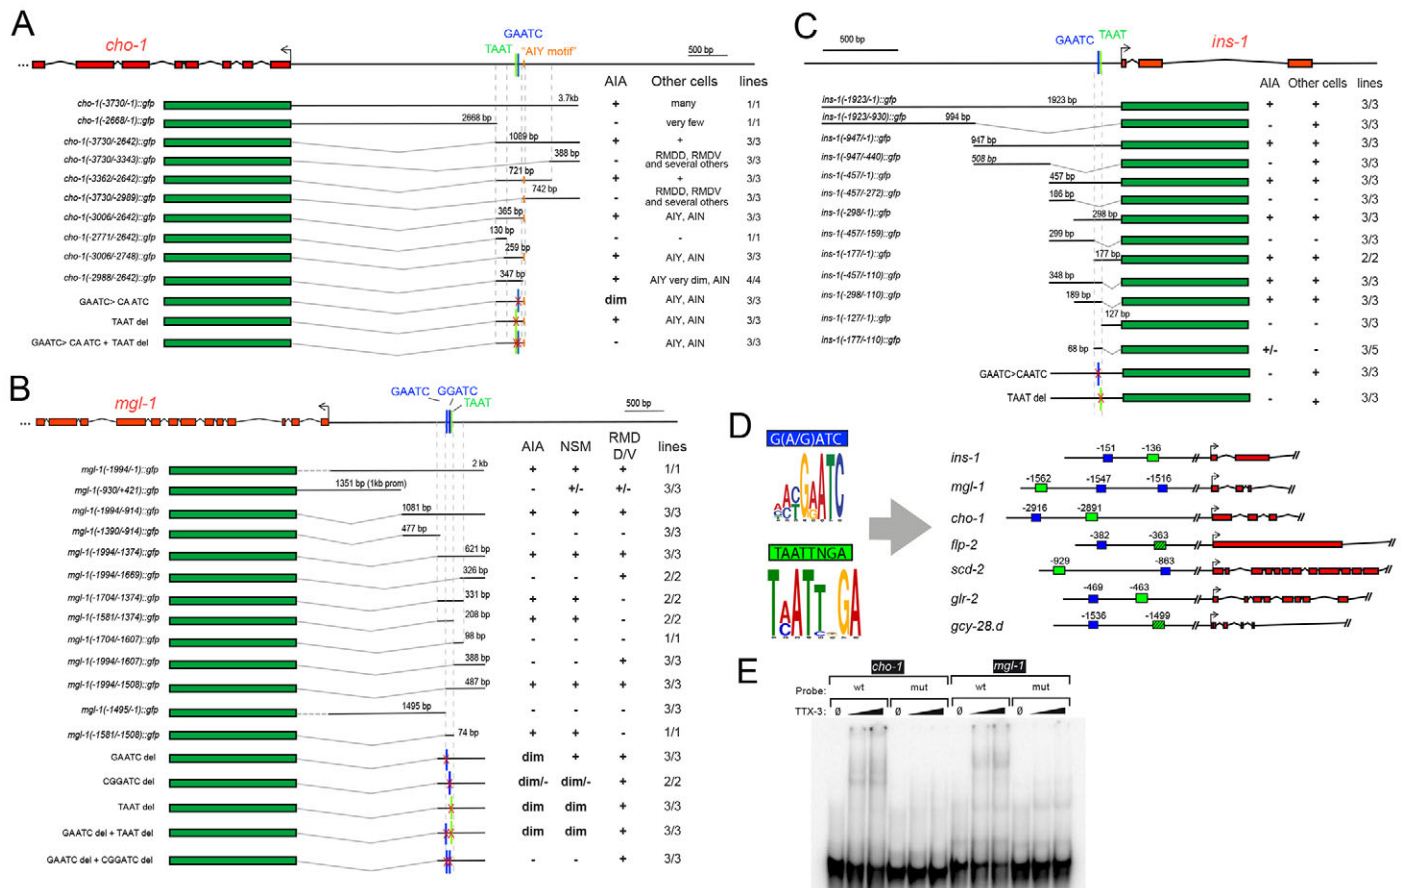 A
cho-1
TAAT
GAATC
"AIY motif"
500 bp
...
AIA Other cells lines
cho-1(-3730/-1)::gfp 3.7kb + many 1/1
cho-1(-2668/-1)::gfp 2668 bp - very few 1/1
cho-1(-3730/-2642)::gfp 1089 bp + + 3/3
cho-1(-3730/-3343)::gfp 388 bp - RMDD, RMDV and several others 3/3
cho-1(-3362/-2642)::gfp 721 bp + + 3/3
cho-1(-3730/-2989)::gfp 742 bp - RMDD, RMDV and several others 3/3
cho-1(-3006/-2642)::gfp 365 bp + AIY, AIN 3/3
cho-1(-2771/-2642)::gfp 130 bp - - 1/1
cho-1(-3006/-2748)::gfp 259 bp + AIY, AIN 3/3
cho-1(-2988/-2642)::gfp 347 bp + AIY very dim, AIN 4/4
GAATC> CA ATC dim AIY, AIN 3/3
TAAT del + AIY, AIN 3/3
GAATC> CA ATC + TAAT del - AIY, AIN 3/3
B
mgl-1
GAATC GGATC
TAAT
500 bp
...
AIA NSM RMD D/V lines
mgl-1(-1994/-1)::gfp 2 kb + + + 1/1
mgl-1(-930/+421)::gfp 1351 bp (1kb prom) - +/- +/- 3/3
mgl-1(-1994/-914)::gfp 1081 bp + + + 3/3
mgl-1(-1390/-914)::gfp 477 bp - - - 3/3
mgl-1(-1994/-1374)::gfp 621 bp + + + 3/3
mgl-1(-1994/-1669)::gfp 326 bp - - + 2/2
mgl-1(-1704/-1374)::gfp 331 bp + + - 2/2
mgl-1(-1581/-1374)::gfp 208 bp + + - 2/2
mgl-1(-1704/-1607)::gfp 98 bp - - - 1/1
mgl-1(-1994/-1607)::gfp 388 bp - - + 3/3
mgl-1(-1994/-1508)::gfp 487 bp + + + 3/3
mgl-1(-1495/-1)::gfp 1495 bp - - - 3/3
mgl-1(-1581/-1508)::gfp 74 bp + + - 1/1
GAATC del dim + + 3/3
CGGATC del dim/- dim/- + 2/2
TAAT del dim dim + 3/3
GAATC del + TAAT del dim dim + 3/3
GAATC del + CGGATC del - - + 3/3
C
500 bp
GAATC TAAT
ins-1
AIA Other cells lines
ins-1(-1923/-1)::gfp 1923 bp + + 3/3
ins-1(-1923/-930)::gfp 994 bp - + 3/3
ins-1(-947/-1)::gfp 947 bp + + 3/3
ins-1(-947/-440)::gfp 508 bp - + 3/3
ins-1(-457/-1)::gfp 457 bp + + 3/3
ins-1(-457/-272)::gfp 186 bp - - 3/3
ins-1(-298/-1)::gfp 298 bp + + 3/3
ins-1(-457/-159)::gfp 299 bp - - 3/3
ins-1(-177/-1)::gfp 177 bp + + 2/2
ins-1(-457/-110)::gfp 348 bp + + 3/3
ins-1(-298/-110)::gfp 189 bp + + 3/3
ins-1(-127/-1)::gfp 127 bp - - 3/3
ins-1(-177/-110)::gfp 68 bp +/- - 3/5
GAATC>CAATC - + 3/3
TAAT del - + 3/3
D
G(A/G)ATC
TAATTNGA
ins-1 -151 -136
mgl-1 -1562 -1547 -1516
cho-1 -2916 -2891
flp-2 -382 -363
scd-2 -929 -863
glr-2 -469 -463
gcy-28.d -1536 -1499
E
cho-1 mgl-1
Probe: wt mut wt mut
TTX-3: Ø Ø Ø Ø